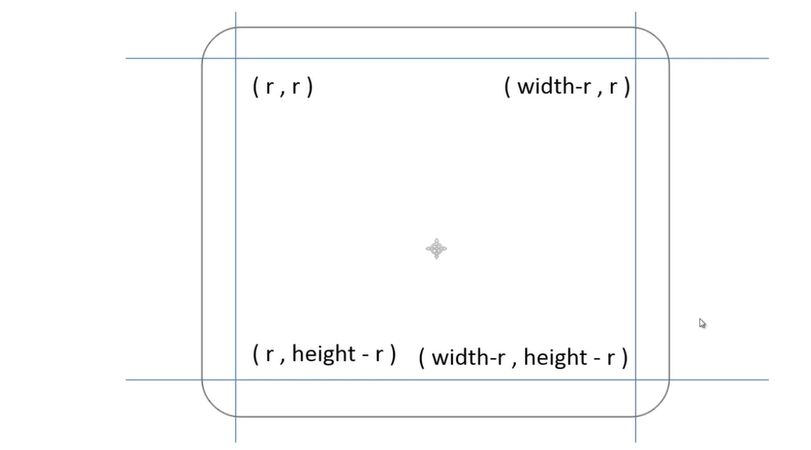 ( r , r )
( width-r , r )
( r , height - r )
( width-r , height - r )